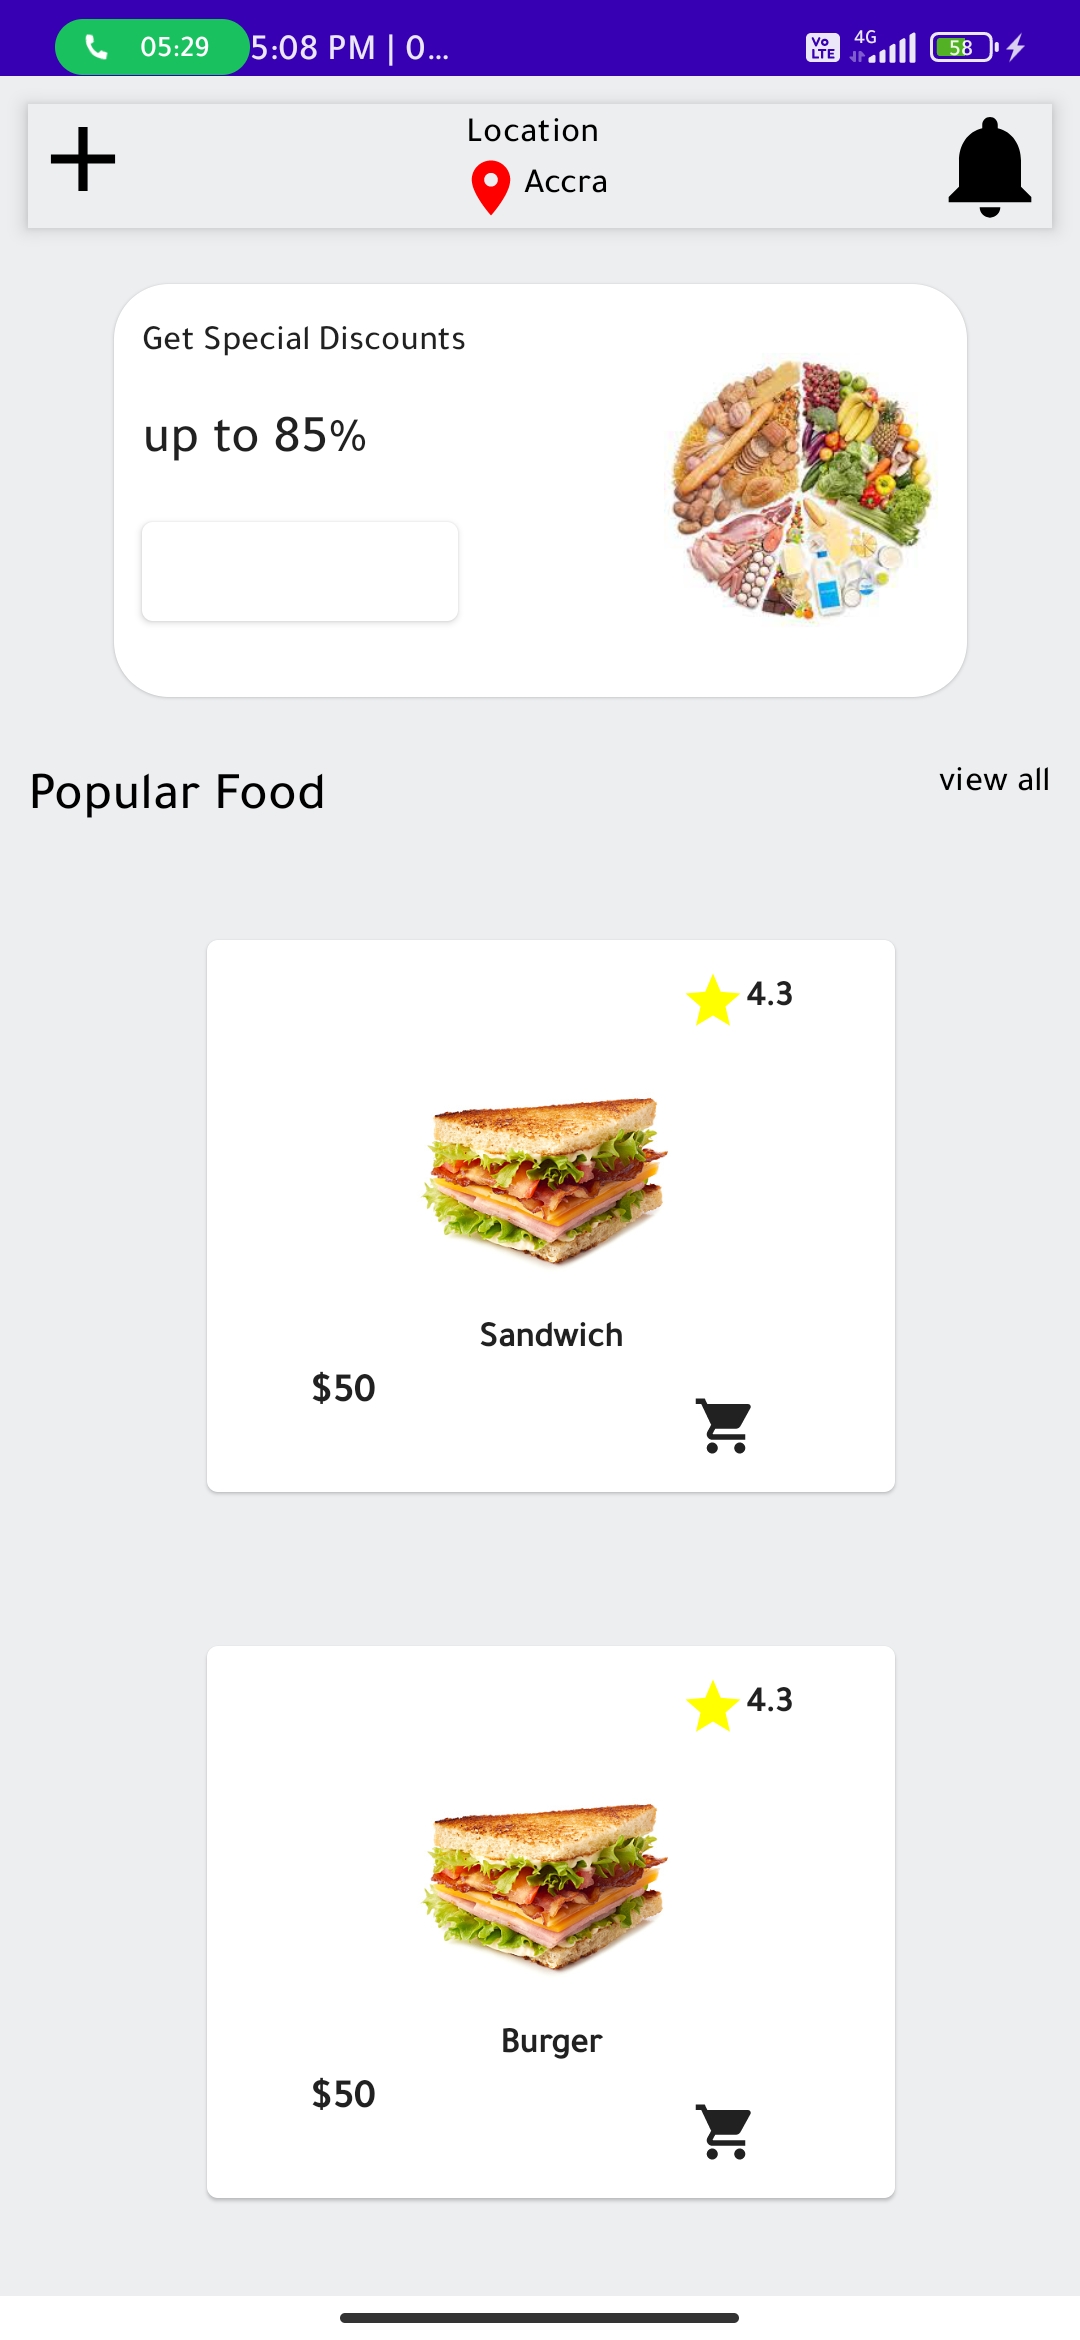 05:29 5:08 PM | 0... Vo LTE 4G 58
Location
Accra
Get Special Discounts
up to 85%
Popular Food
view all
4.3
Sandwich
$50
4.3
Burger
$50